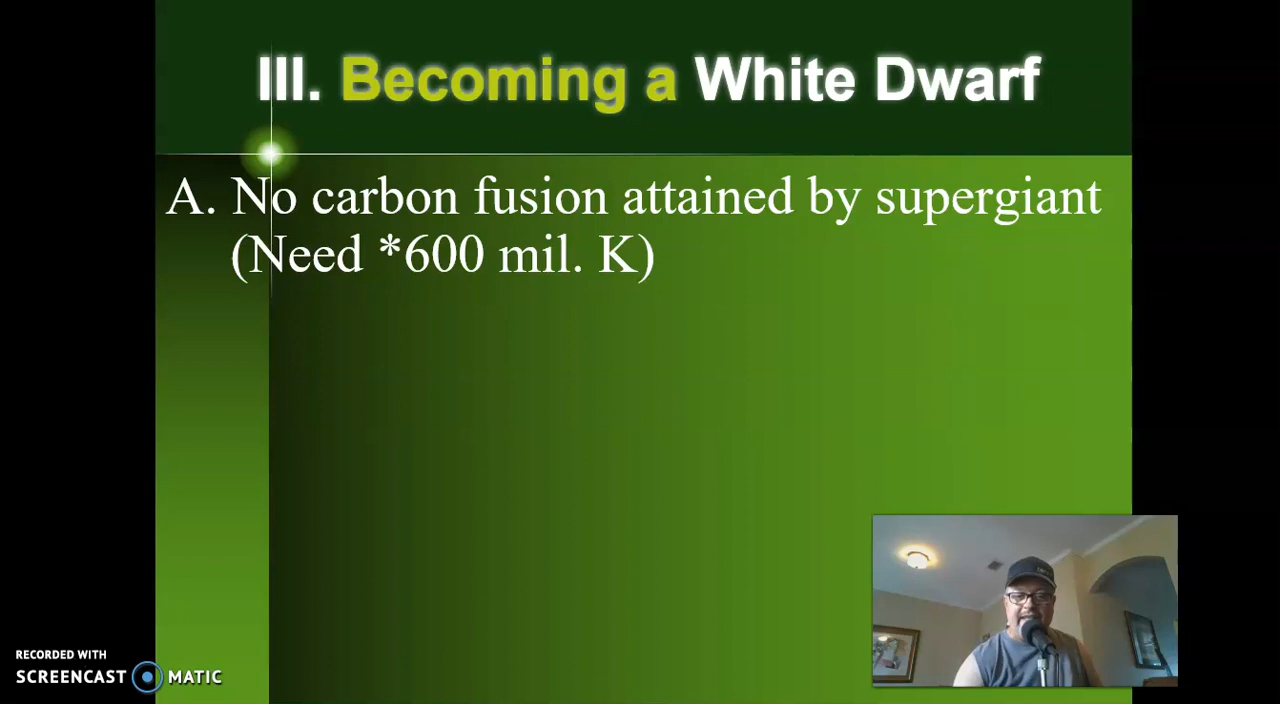 III. Becoming a White Dwarf
A. No carbon fusion attained by supergiant
(Need *600 mil. K)
RECORDED WITH
SCREENCAST MATIC